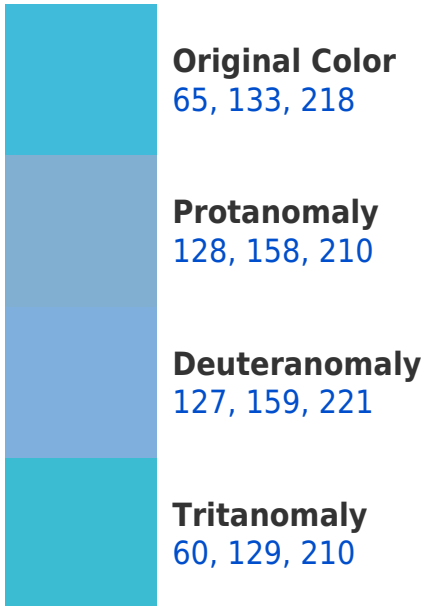 Original Color
65, 133, 218
Protanomaly
128, 158, 210
Deuteranomaly
127, 159, 221
Tritanomaly
60, 129, 210